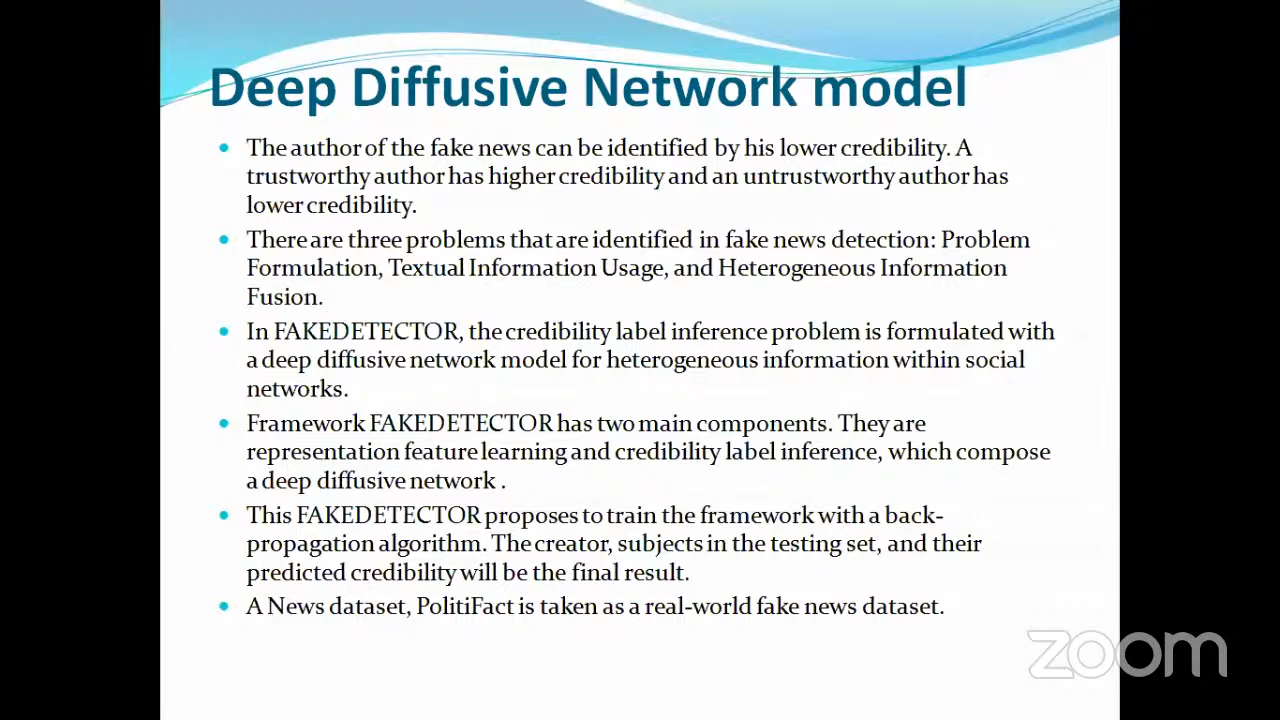 Deep Diffusive Network model
• The author of the fake news can be identified by his lower credibility. A
trustworthy author has higher credibility and an untrustworthy author has
lower credibility.
• There are three problems that are identified in fake news detection: Problem
Formulation, Textual Information Usage, and Heterogeneous Information
Fusion.
• In FAKEDETECTOR, the credibility label inference problem is formulated with
a deep diffusive network model for heterogeneous information within social
networks.
• Framework FAKEDETECTOR has two main components. They are
representation feature learning and credibility label inference, which compose
a deep diffusive network .
• This FAKEDETECTOR proposes to train the framework with a back-
propagation algorithm. The creator, subjects in the testing set, and their
predicted credibility will be the final result.
• A News dataset, PolitiFact is taken as a real-world fake news dataset.
zoom